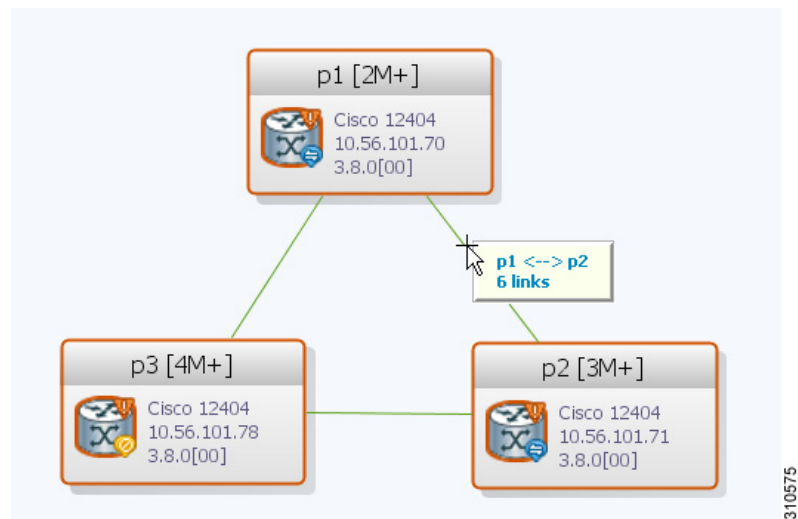 p1 [2M+]
Cisco 12404
10.56.101.70
3.8.0[00]
p1 <--> p2
6 links
p3 [4M+]
Cisco 12404
10.56.101.78
3.8.0[00]
p2 [3M+]
Cisco 12404
10.56.101.71
3.8.0[00]
310575